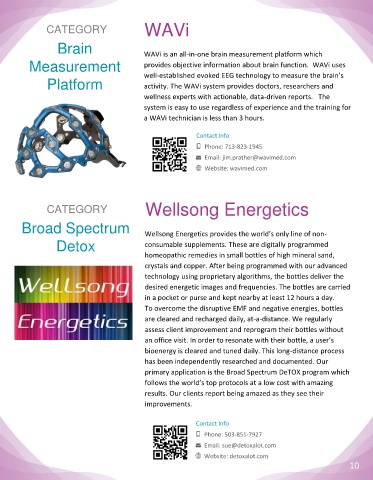 CATEGORY
Brain
Measurement
Platform
WAVi
WAVi is an all-in-one brain measurement platform which
provides objective information about brain function.   WAVi uses
well-established evoked EEG technology to measure the brain's
activity. The WAVi system provides doctors, researchers and
wellness experts with actionable, data-driven reports.   The
system is easy to use regardless of experience and the training for
a WAVi technician is less than 3 hours.
Contact Info
Phone: 713-823-1945
Email: jim.prather@wavimed.com
Website: wavimed.com
CATEGORY
Broad Spectrum
Detox
Wellsong
Energetics
Wellsong Energetics
Wellsong Energetics provides the world's only line of non-
consumable supplements. These are digitally programmed
homeopathic remedies in small bottles of high mineral sand,
crystals and copper. After being programmed with our advanced
technology using proprietary algorithms, the bottles deliver the
desired energetic images and frequencies. The bottles are carried
in a pocket or purse and kept nearby at least 12 hours a day.
To overcome the disruptive EMF and negative energies, bottles
are cleared and recharged daily, at-a-distance. We regularly
assess client improvement and reprogram their bottles without
an office visit. In order to resonate with their bottle, a user's
bioenergy is cleared and tuned daily. This long-distance process
has been independently researched and documented. Our
primary application is the Broad Spectrum DeTOX program which
follows the world's top protocols at a low cost with amazing
results. Our clients report being amazed as they see their
improvements.
Contact Info
Phone: 503-851-7927
Email: sue@detoxalot.com
Website: detoxalot.com
10